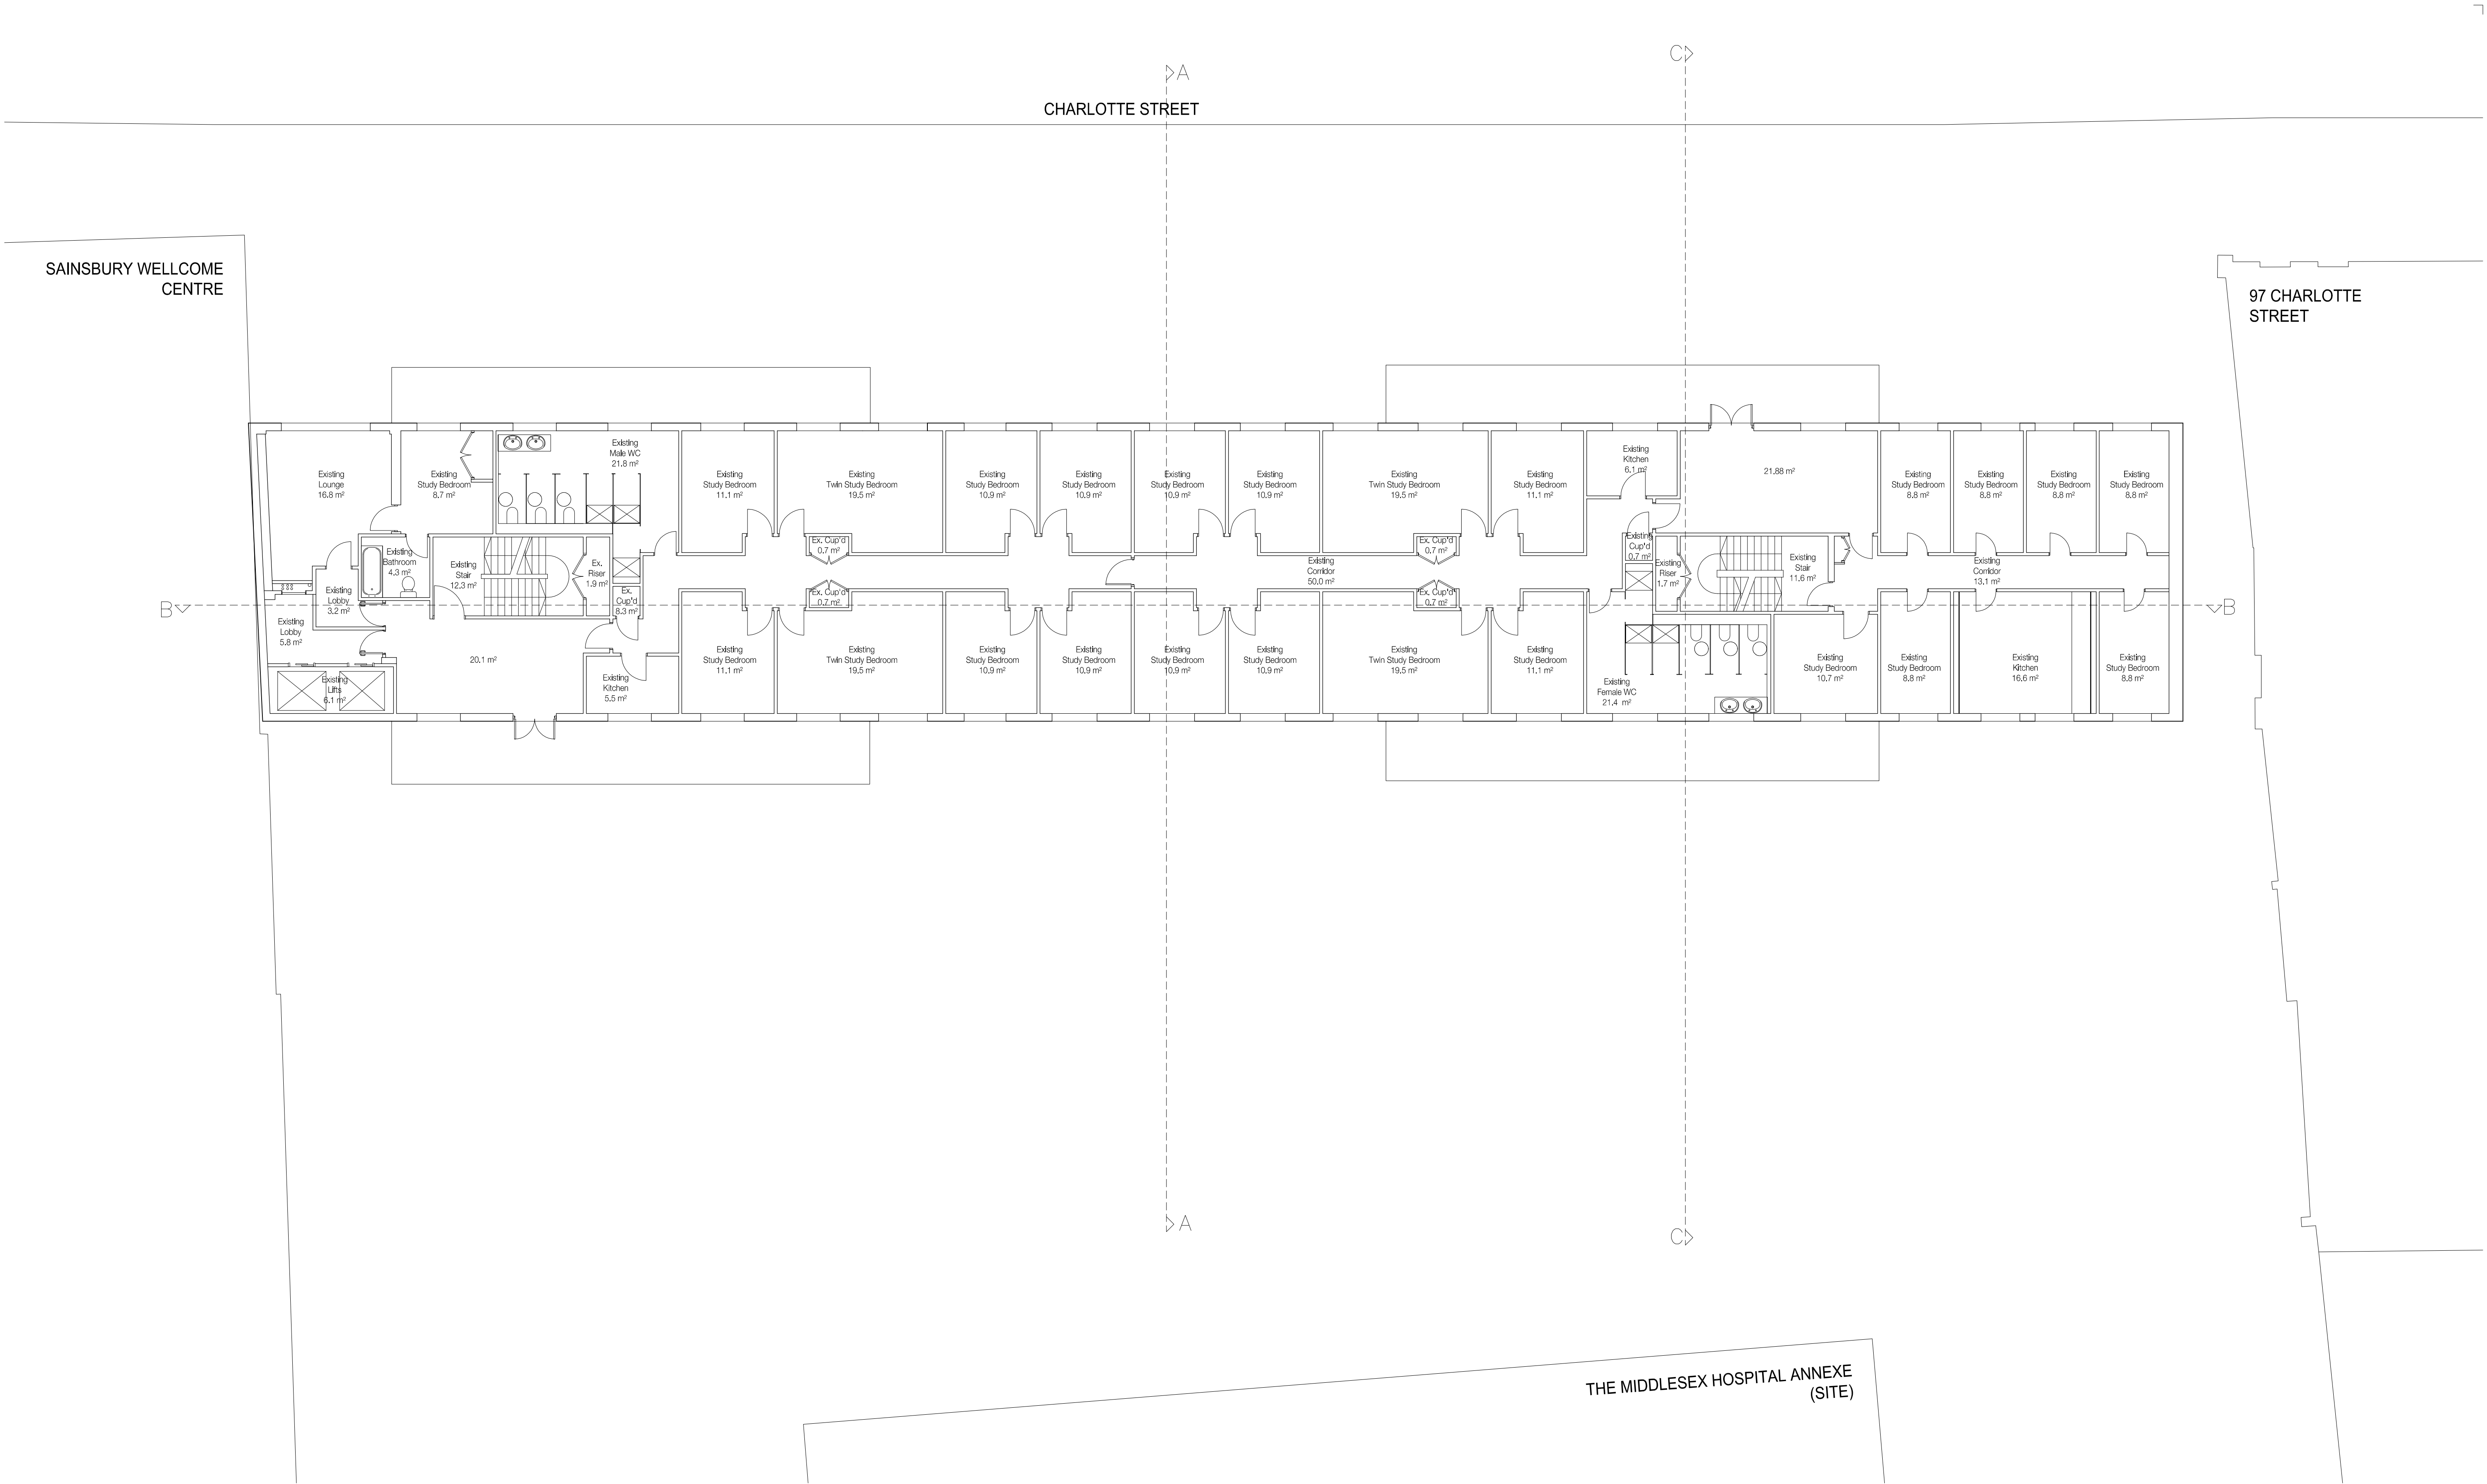 C
A
CHARLOTTE STREET
SAINSBURY WELLCOME
CENTRE
97 CHARLOTTE
STREET
Existing
Lounge
16.8 m²
Existing
Study Bedroom
8.7 m²
Existing
Male WC
21.8 m²
Existing
Study Bedroom
11.1 m²
Existing
Twin Study Bedroom
19.5 m²
Existing
Study Bedroom
10.9 m²
Existing
Study Bedroom
10.9 m²
Existing
Study Bedroom
10.9 m²
Existing
Study Bedroom
10.9 m²
Existing
Twin Study Bedroom
19.5 m²
Existing
Study Bedroom
11.1 m²
Existing
Kitchen
6.1 m²
21.88 m²
Existing
Study Bedroom
8.8 m²
Existing
Study Bedroom
8.8 m²
Existing
Study Bedroom
8.8 m²
Existing
Study Bedroom
8.8 m²
Existing
Bathroom
4.3 m²
Existing
Stair
12.3 m²
Ex.
Riser
1.9 m²
Ex. Cup'd
0.7 m²
Ex. Cup'd
0.7 m²
Existing
Cup'd
0.7 m²
Existing
Riser
1.7 m²
Existing
Stair
11.6 m²
Existing
Corridor
50.0 m²
Existing
Corridor
13.1 m²
Existing
Lobby
3.2 m²
Ex.
Cup'd
8.3 m²
Ex. Cup'd
0.7 m²
Ex. Cup'd
0.7 m²
B
B
Existing
Lobby
5.8 m²
20.1 m²
Existing
Lifts
6.1 m²
Existing
Kitchen
5.5 m²
Existing
Study Bedroom
11.1 m²
Existing
Twin Study Bedroom
19.5 m²
Existing
Study Bedroom
10.9 m²
Existing
Study Bedroom
10.9 m²
Existing
Study Bedroom
10.9 m²
Existing
Study Bedroom
10.9 m²
Existing
Twin Study Bedroom
19.5 m²
Existing
Study Bedroom
11.1 m²
Existing
Female WC
21.4 m²
Existing
Study Bedroom
10.7 m²
Existing
Study Bedroom
8.8 m²
Existing
Kitchen
16.6 m²
Existing
Study Bedroom
8.8 m²
A
C
THE MIDDLESEX HOSPITAL ANNEXE
(SITE)